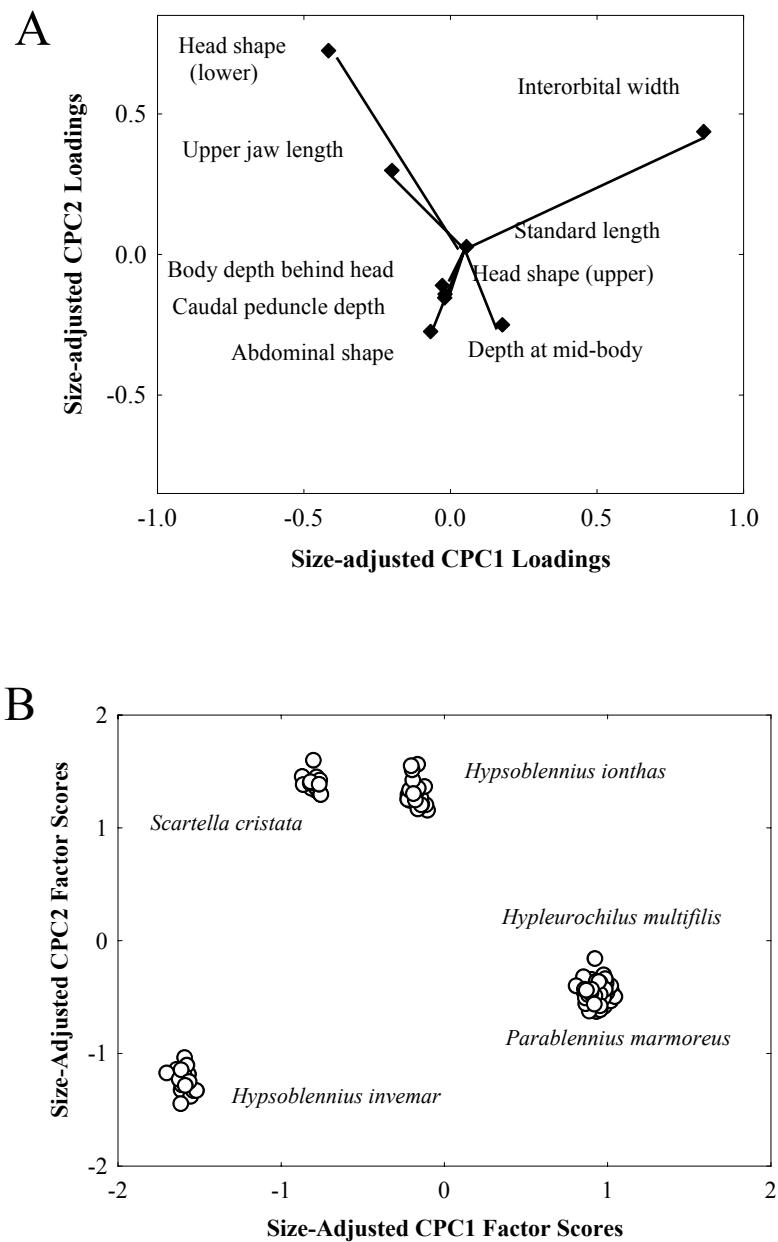 A
Head shape
(lower)
Interorbital width
0.5
Upper jaw length
Standard length
0.0
Body depth behind head
Head shape (upper)
Caudal peduncle depth
Abdominal shape
Depth at mid-body
-0.5
Size-adjusted CPC2 Loadings
-1.0 -0.5 0.0 0.5 1.0
Size-adjusted CPC1 Loadings
B
2
Hypsoblennius ionthas
1
Scartella cristata
Hypleurochilus multifilis
0
Parablennius marmoreus
-1
Hypsoblennius invemar
-2
Size-Adjusted CPC2 Factor Scores
-2 -1 0 1 2
Size-Adjusted CPC1 Factor Scores